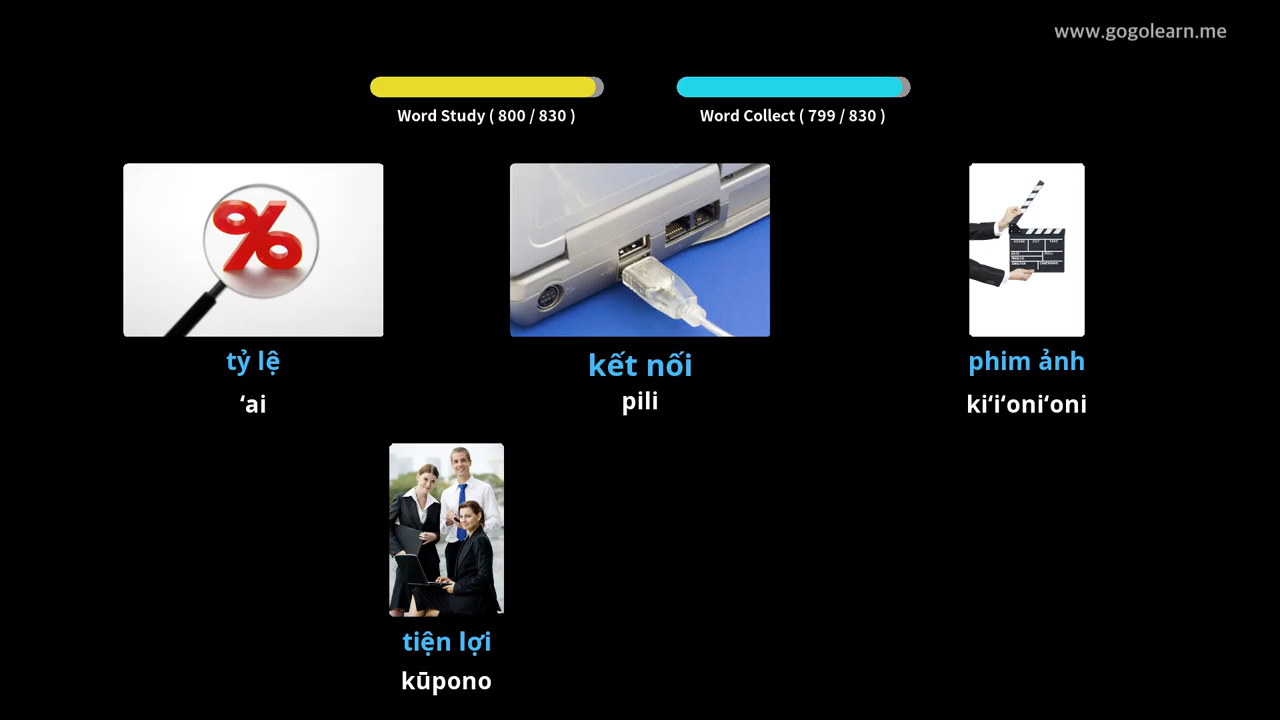 www.gogolearn.me
Word Study ( 800 / 830 )
Word Collect ( 799 / 830 )
tỷ lệ
ʻai
kết nối
pili
phim ảnh
kiʻiʻoniʻoni
tiện lợi
kūpono